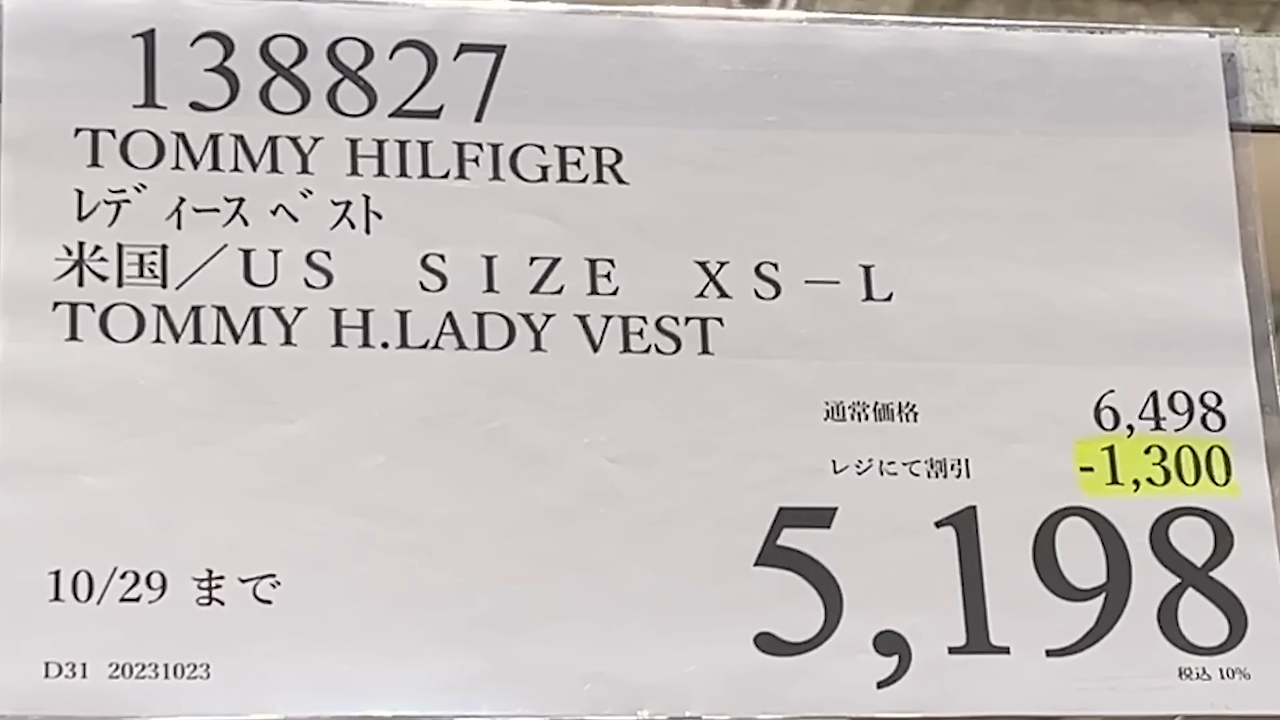 138827
TOMMY HILFIGER
ﾚﾃﾞｨｰｽ ﾍﾞｽﾄ
米国／ＵＳ　ＳＩＺＥ　ＸＳ－Ｌ
TOMMY H.LADY VEST
通常価格 6,498
レジにて割引 -1,300
5,198
10/29 まで
税込 10%
D31 20231023